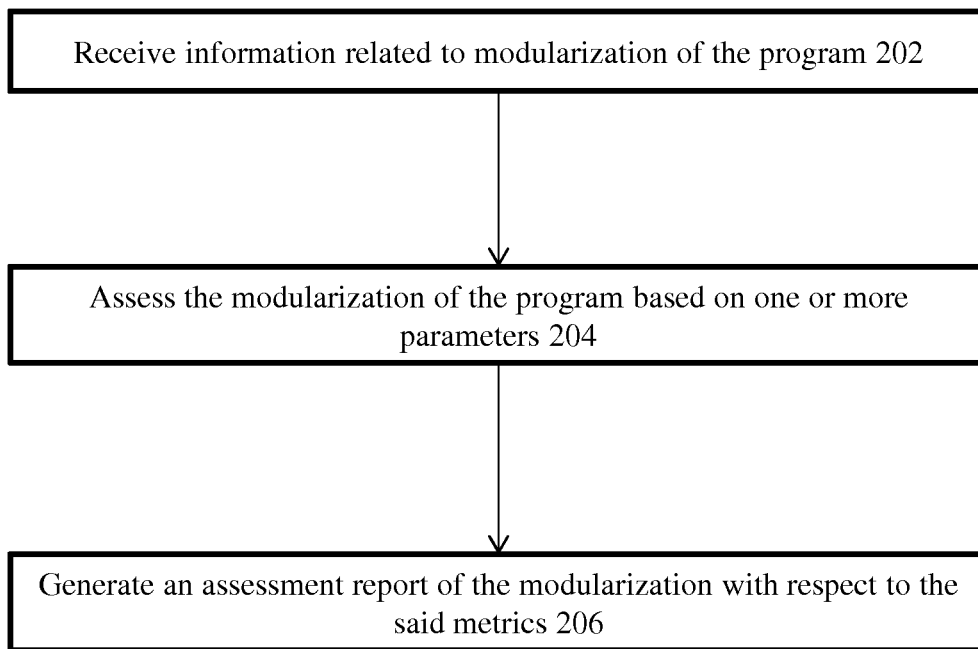 Receive information related to modularization of the program 202
Assess the modularization of the program based on one or more
parameters 204
Generate an assessment report of the modularization with respect to the
said metrics 206